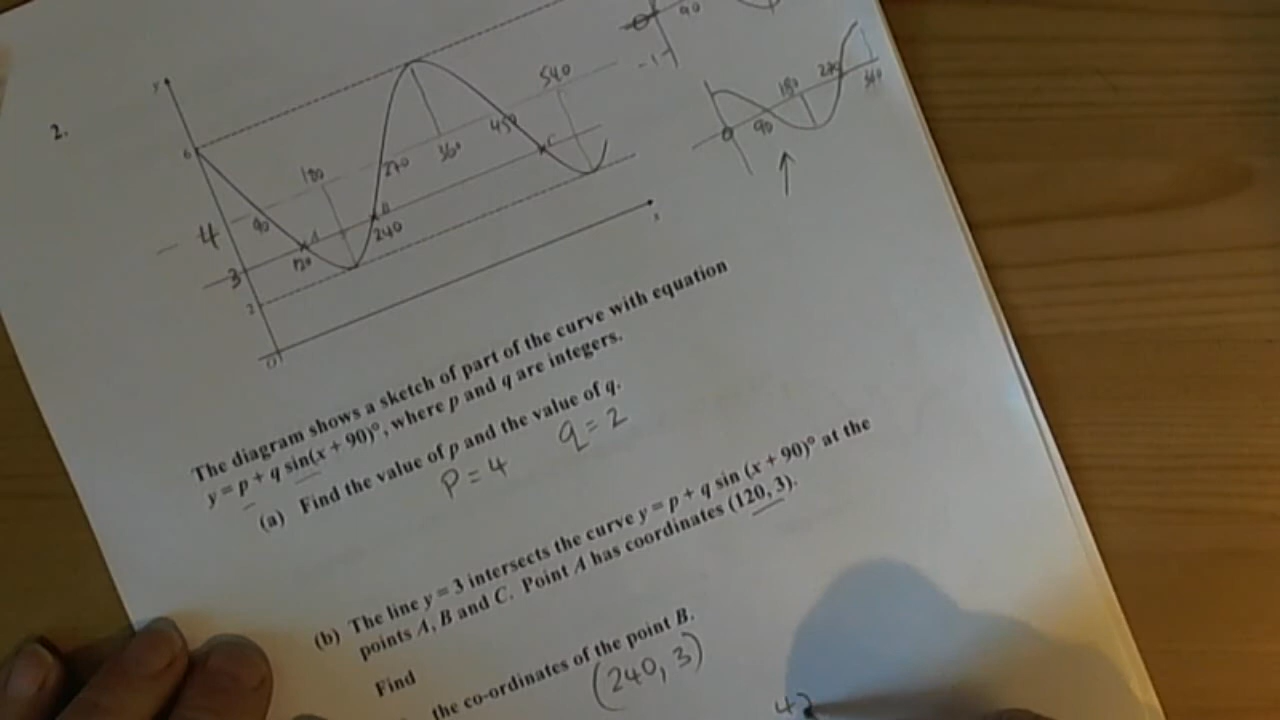 2.
y
6
4
3
2
O
x
90
180
270
360
450
540
120
A
B
240
C
O
90
-1
O
90
180
270
360
The diagram shows a sketch of part of the curve with equation
y = p + q sin(x + 90)°, where p and q are integers.
(a) Find the value of p and the value of q.
P = 4 q = 2
(b) The line y = 3 intersects the curve y = p + q sin (x + 90)° at the
points A, B and C. Point A has coordinates (120, 3).
Find
the co-ordinates of the point B.
(240, 3)